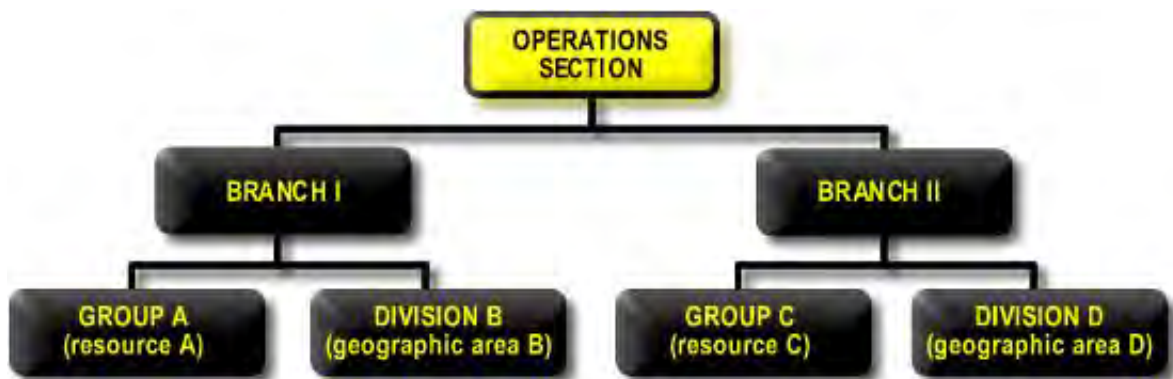 OPERATIONS
SECTION
BRANCH I
BRANCH II
GROUP A
(resource A)
DIVISION B
(geographic area B)
GROUP C
(resource C)
DIVISION D
(geographic area D)